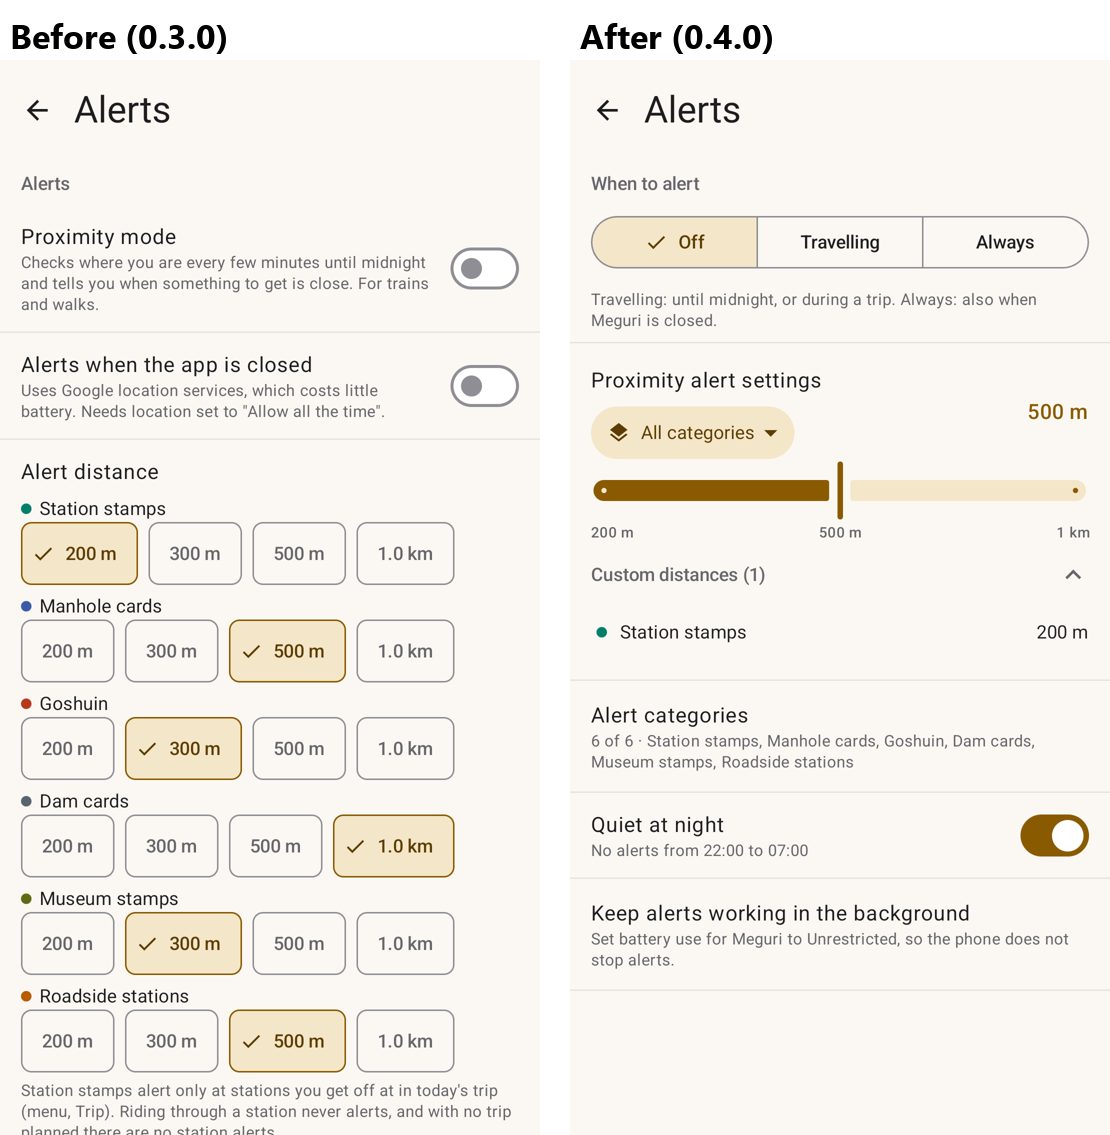 Before (0.3.0)
Alerts
Alerts
Proximity mode
Checks where you are every few minutes until midnight
and tells you when something to get is close. For trains
and walks.
Alerts when the app is closed
Uses Google location services, which costs little
battery. Needs location set to "Allow all the time".
Alert distance
Station stamps
200 m 300 m 500 m 1.0 km
Manhole cards
200 m 300 m 500 m 1.0 km
Goshuin
200 m 300 m 500 m 1.0 km
Dam cards
200 m 300 m 500 m 1.0 km
Museum stamps
200 m 300 m 500 m 1.0 km
Roadside stations
200 m 300 m 500 m 1.0 km
Station stamps alert only at stations you get off at in today's trip
(menu, Trip). Riding through a station never alerts, and with no trip
planned there are no station alerts.
After (0.4.0)
Alerts
When to alert
Off Travelling Always
Travelling: until midnight, or during a trip. Always: also when
Meguri is closed.
Proximity alert settings
500 m
All categories
200 m 500 m 1 km
Custom distances (1)
Station stamps 200 m
Alert categories
6 of 6 · Station stamps, Manhole cards, Goshuin, Dam cards,
Museum stamps, Roadside stations
Quiet at night
No alerts from 22:00 to 07:00
Keep alerts working in the background
Set battery use for Meguri to Unrestricted, so the phone does not
stop alerts.